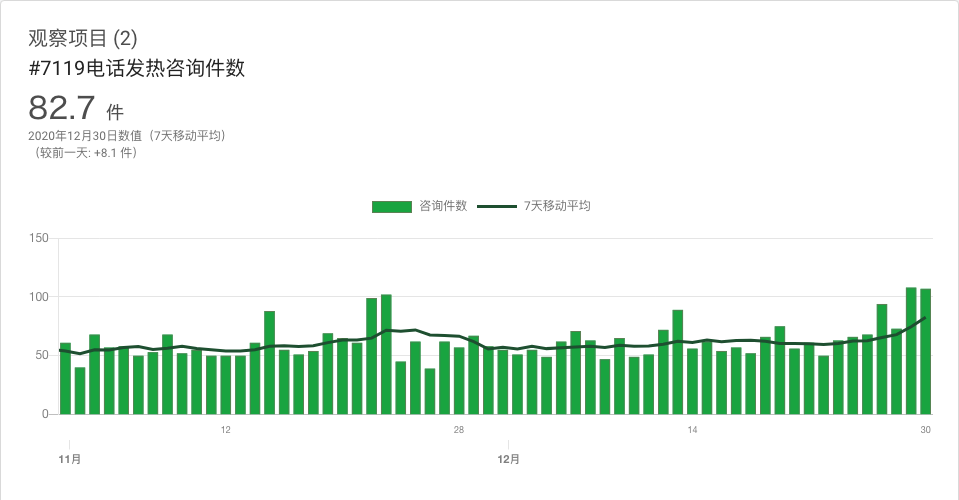 观察项目 (2)
#7119电话发热咨询件数
82.7 件
2020年12月30日数值（7天移动平均）
（较前一天: +8.1 件）
咨询件数 7天移动平均
150
100
50
0
12 28 14 30
11月 12月